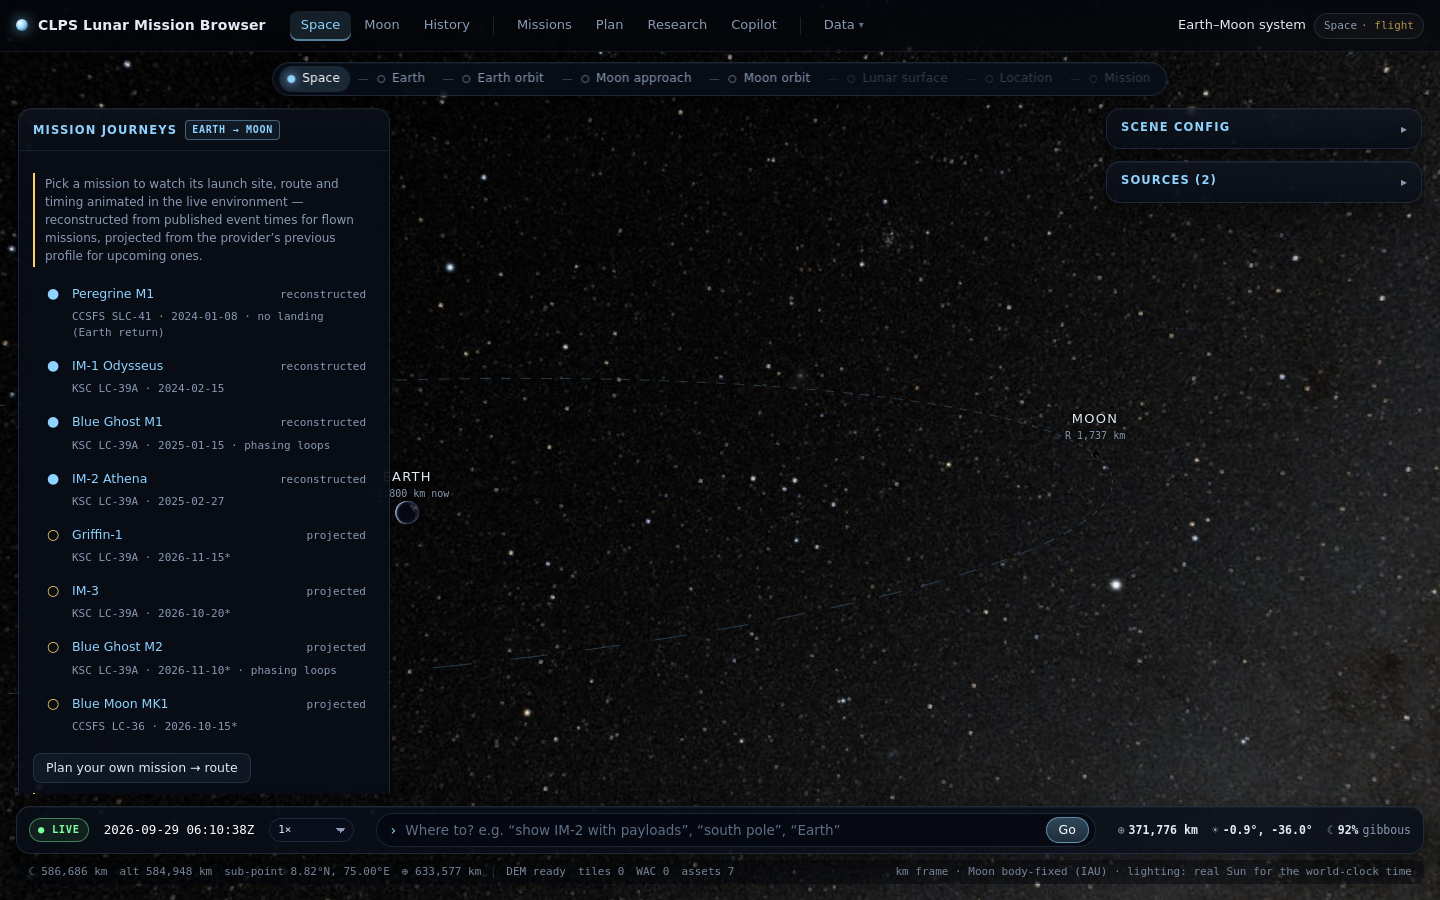 CLPS Lunar Mission Browser
Space Moon History Missions Plan Research Copilot Data ▾
Earth–Moon system Space · flight
Space — Earth — Earth orbit — Moon approach — Moon orbit — Lunar surface — Location — Mission
MISSION JOURNEYS EARTH → MOON
Pick a mission to watch its launch site, route and
timing animated in the live environment —
reconstructed from published event times for flown
missions, projected from the provider’s previous
profile for upcoming ones.
Peregrine M1 reconstructed
CCSFS SLC-41 · 2024-01-08 · no landing
(Earth return)
IM-1 Odysseus reconstructed
KSC LC-39A · 2024-02-15
Blue Ghost M1 reconstructed
KSC LC-39A · 2025-01-15 · phasing loops
IM-2 Athena reconstructed
KSC LC-39A · 2025-02-27
Griffin-1 projected
KSC LC-39A · 2026-11-15*
IM-3 projected
KSC LC-39A · 2026-10-20*
Blue Ghost M2 projected
KSC LC-39A · 2026-11-10* · phasing loops
Blue Moon MK1 projected
CCSFS LC-36 · 2026-10-15*
Plan your own mission → route
EARTH
800 km now
MOON
R 1,737 km
SCENE CONFIG ▸
SOURCES (2) ▸
● LIVE 2026-09-29 06:10:38Z 1×
› Where to? e.g. “show IM-2 with payloads”, “south pole”, “Earth” Go
⊕ 371,776 km ☀ -0.9°, -36.0° ☾ 92% gibbous
☾ 586,686 km alt 584,948 km sub-point 8.82°N, 75.00°E ⊕ 633,577 km DEM ready tiles 0 WAC 0 assets 7
km frame · Moon body-fixed (IAU) · lighting: real Sun for the world-clock time